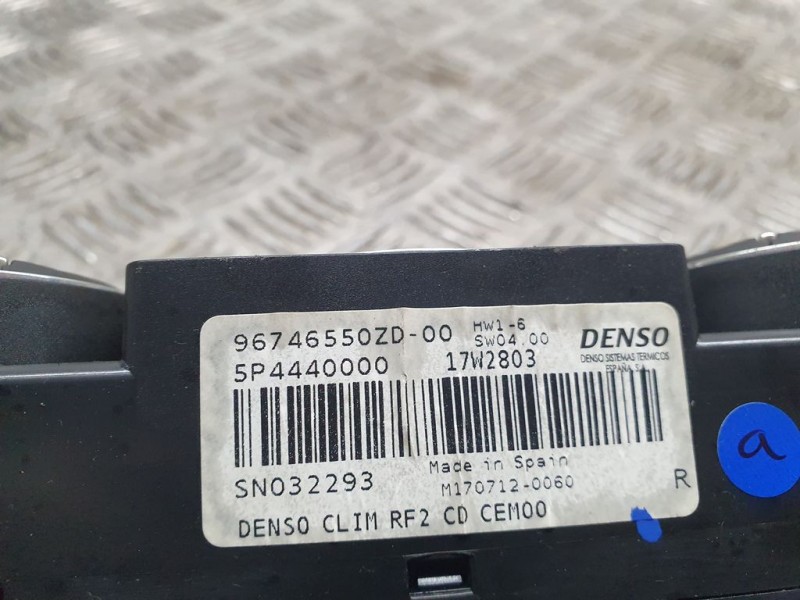 96746550ZD-00 HW1-6
SW04.00
DENSO
DENSO SISTEMAS TERMICOS
ESPAÑA, S.A.
5P4440000 17W2803
SN032293
Made in Spain
M170712-0060
R
DENSO CLIM RF2 CD CEM00
a